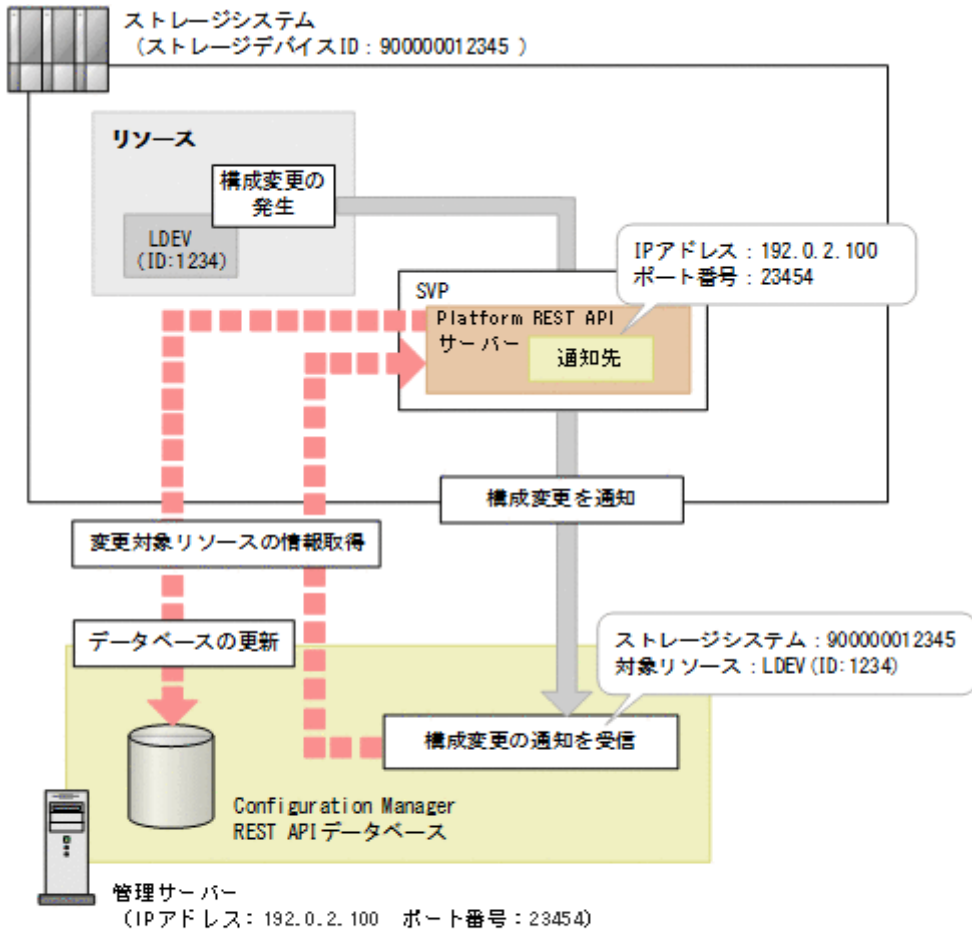 ストレージシステム
(ストレージデバイスID:900000012345 )
リソース
構成変更の
発生
LDEV
(ID:1234)
IPアドレス:192.0.2.100
ポート番号:23454
SVP
Platform REST API
サーバー
通知先
構成変更を通知
変更対象リソースの情報取得
データベースの更新
ストレージシステム:900000012345
対象リソース:LDEV(ID:1234)
構成変更の通知を受信
Configuration Manager
REST APIデータベース
管理サーバー
(IPアドレス:192.0.2.100 ポート番号:23454)